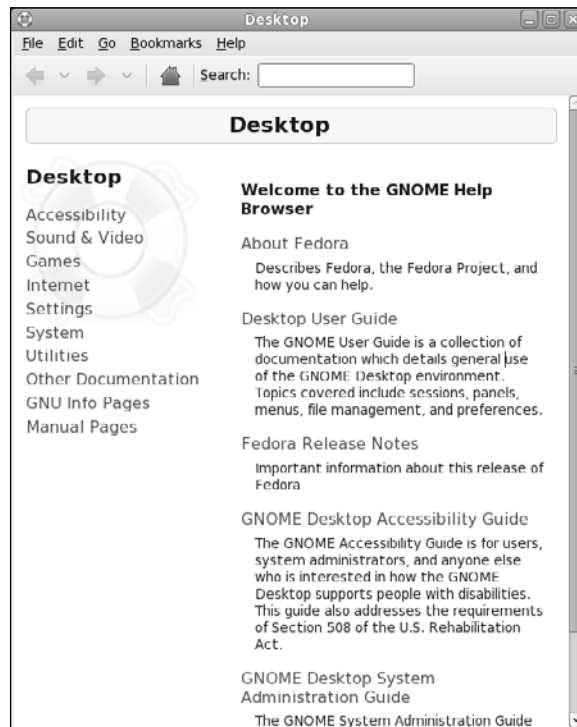 Desktop
File Edit Go Bookmarks Help
Search:
Desktop
Desktop
Accessibility
Sound & Video
Games
Internet
Settings
System
Utilities
Other Documentation
GNU Info Pages
Manual Pages
Welcome to the GNOME Help
Browser
About Fedora
Describes Fedora, the Fedora Project, and
how you can help.
Desktop User Guide
The GNOME User Guide is a collection of
documentation which details general use
of the GNOME Desktop environment.
Topics covered include sessions, panels,
menus, file management, and preferences.
Fedora Release Notes
Important information about this release of
Fedora
GNOME Desktop Accessibility Guide
The GNOME Accessibility Guide is for users,
system administrators, and anyone else
who is interested in how the GNOME
Desktop supports people with disabilities.
This guide also addresses the requirements
of Section 508 of the U.S. Rehabilitation
Act.
GNOME Desktop System
Administration Guide
The GNOME System Administration Guide